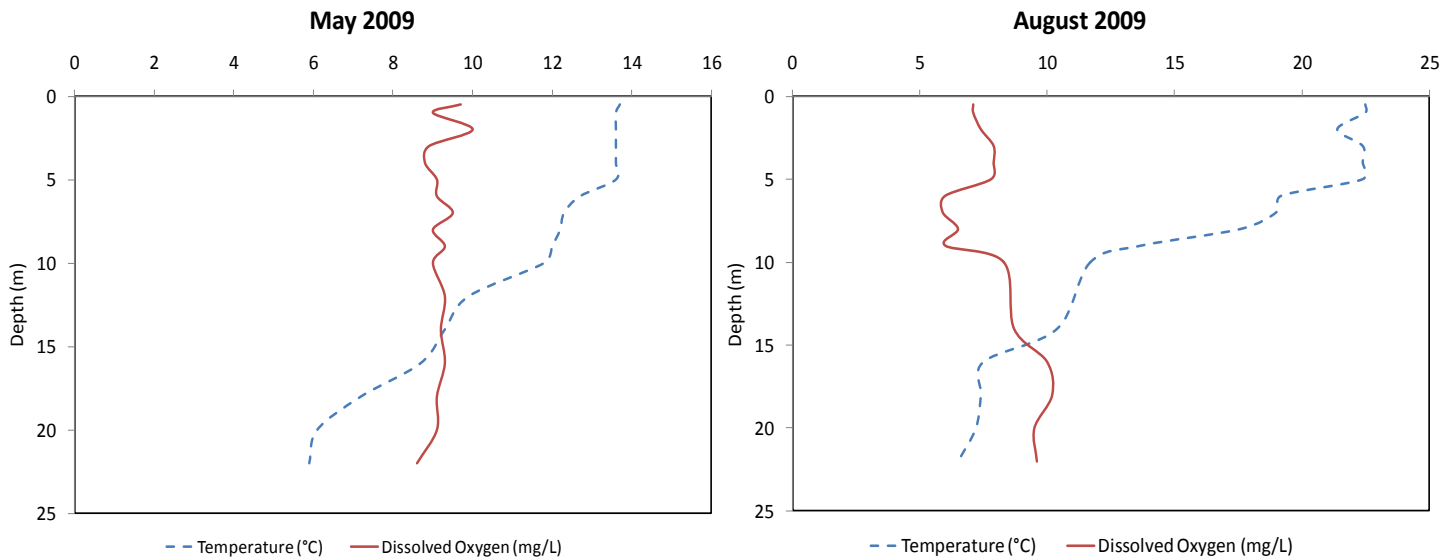 May 2009
0 2 4 6 8 10 12 14 16
0
5
10
15
20
25
Depth (m)
Temperature (°C) Dissolved Oxygen (mg/L)
August 2009
0 5 10 15 20 25
0
5
10
15
20
25
Depth (m)
Temperature (°C) Dissolved Oxygen (mg/L)